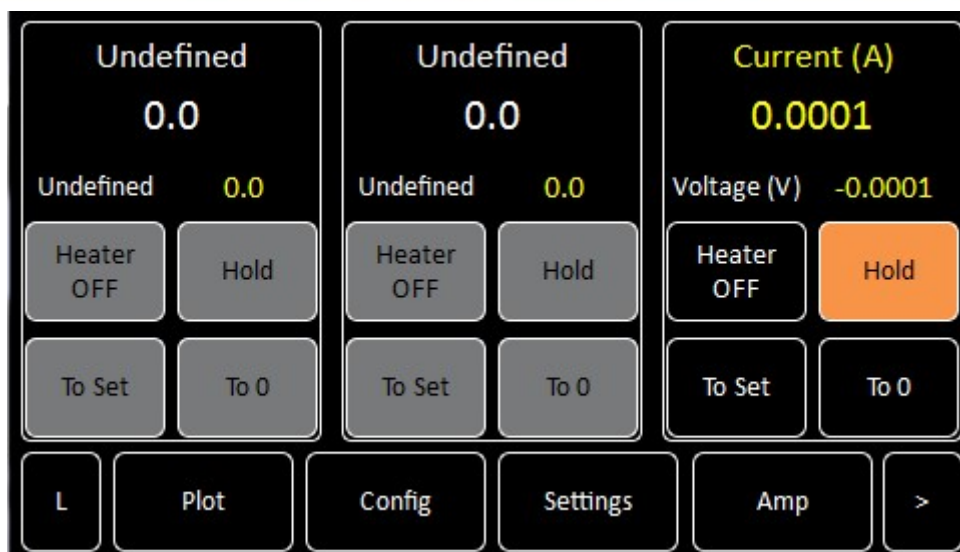 Undefined
0.0
Undefined 0.0
Heater
OFF
Hold
To Set
To 0
Undefined
0.0
Undefined 0.0
Heater
OFF
Hold
To Set
To 0
Current (A)
0.0001
Voltage (V) -0.0001
Heater
OFF
Hold
To Set
To 0
L
Plot
Config
Settings
Amp
>